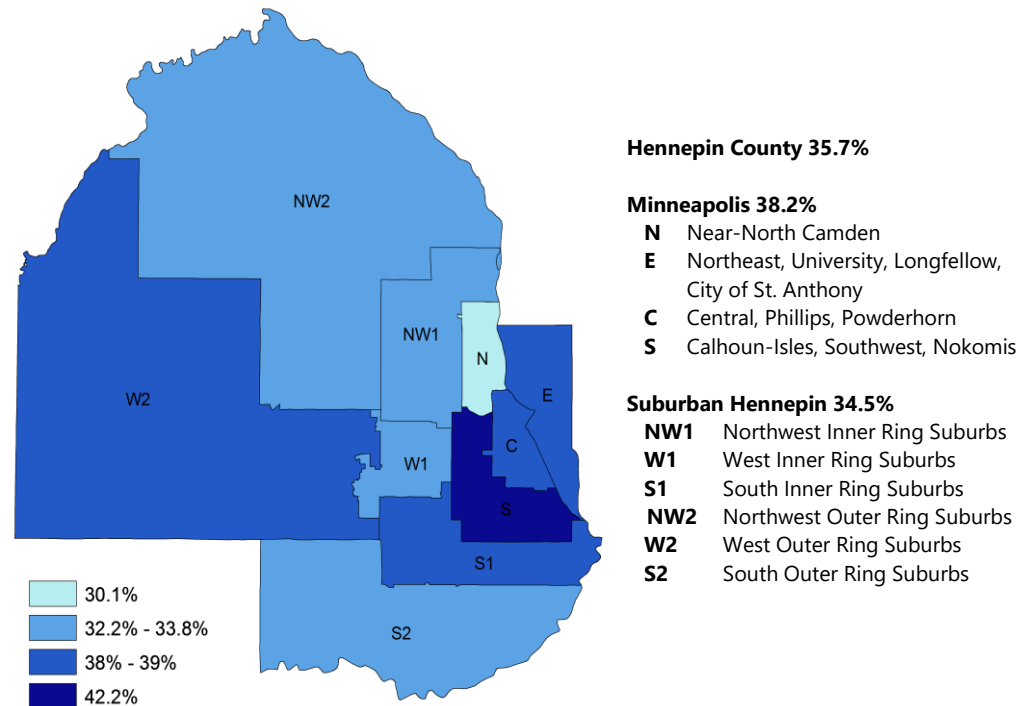 NW2
NW1
N
E
W2
C
W1
S
S1
S2
30.1%
32.2% - 33.8%
38% - 39%
42.2%
Hennepin County 35.7%
Minneapolis 38.2%
N Near-North Camden
E Northeast, University, Longfellow,
City of St. Anthony
C Central, Phillips, Powderhorn
S Calhoun-Isles, Southwest, Nokomis
Suburban Hennepin 34.5%
NW1 Northwest Inner Ring Suburbs
W1 West Inner Ring Suburbs
S1 South Inner Ring Suburbs
NW2 Northwest Outer Ring Suburbs
W2 West Outer Ring Suburbs
S2 South Outer Ring Suburbs